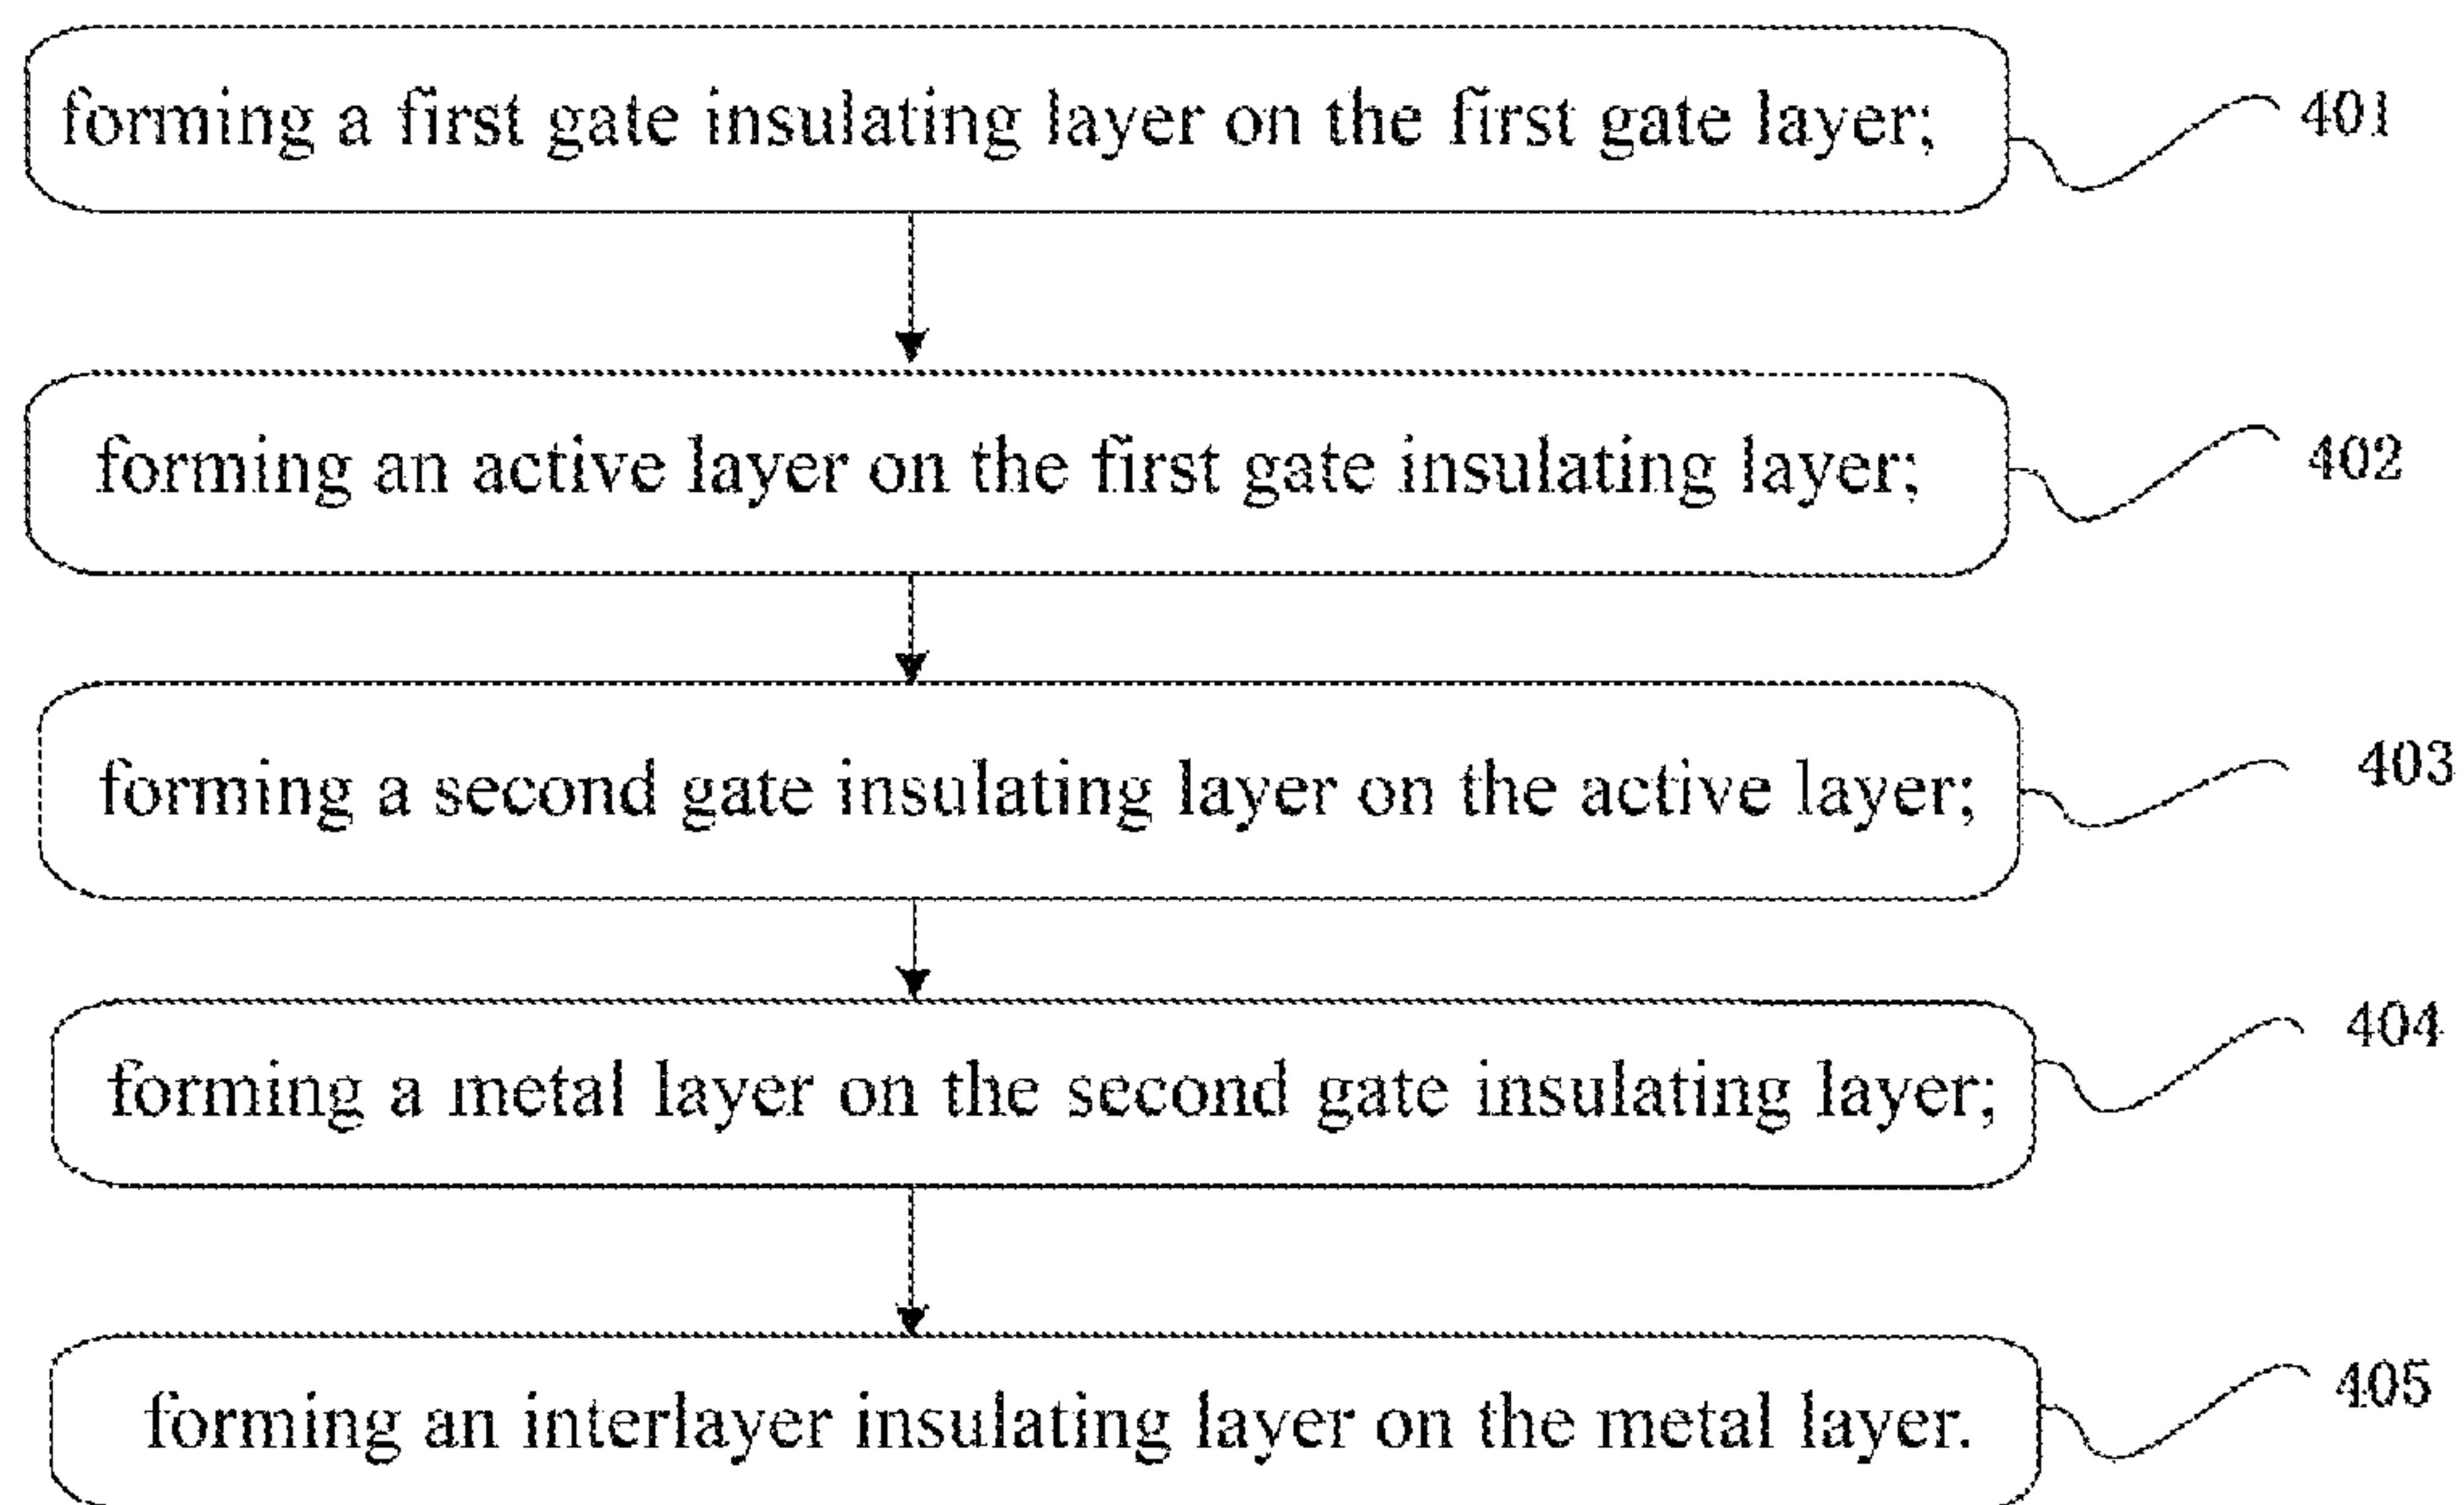 forming a first gate insulating layer on the first gate layer;
401
forming an active layer on the first gate insulating layer;
402
forming a second gate insulating layer on the active layer;
403
forming a metal layer on the second gate insulating layer;
404
forming an interlayer insulating layer on the metal layer.
405